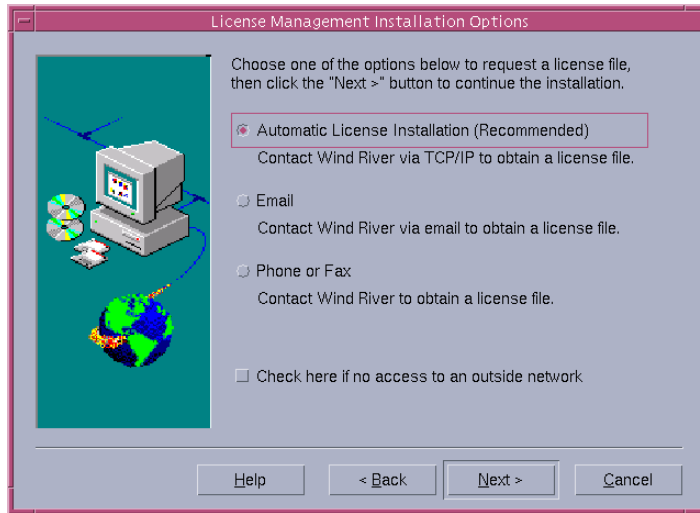 License Management Installation Options
Choose one of the options below to request a license file,
then click the "Next >" button to continue the installation.
Automatic License Installation (Recommended)
Contact Wind River via TCP/IP to obtain a license file.
Email
Contact Wind River via email to obtain a license file.
Phone or Fax
Contact Wind River to obtain a license file.
Check here if no access to an outside network
Help
< Back
Next >
Cancel